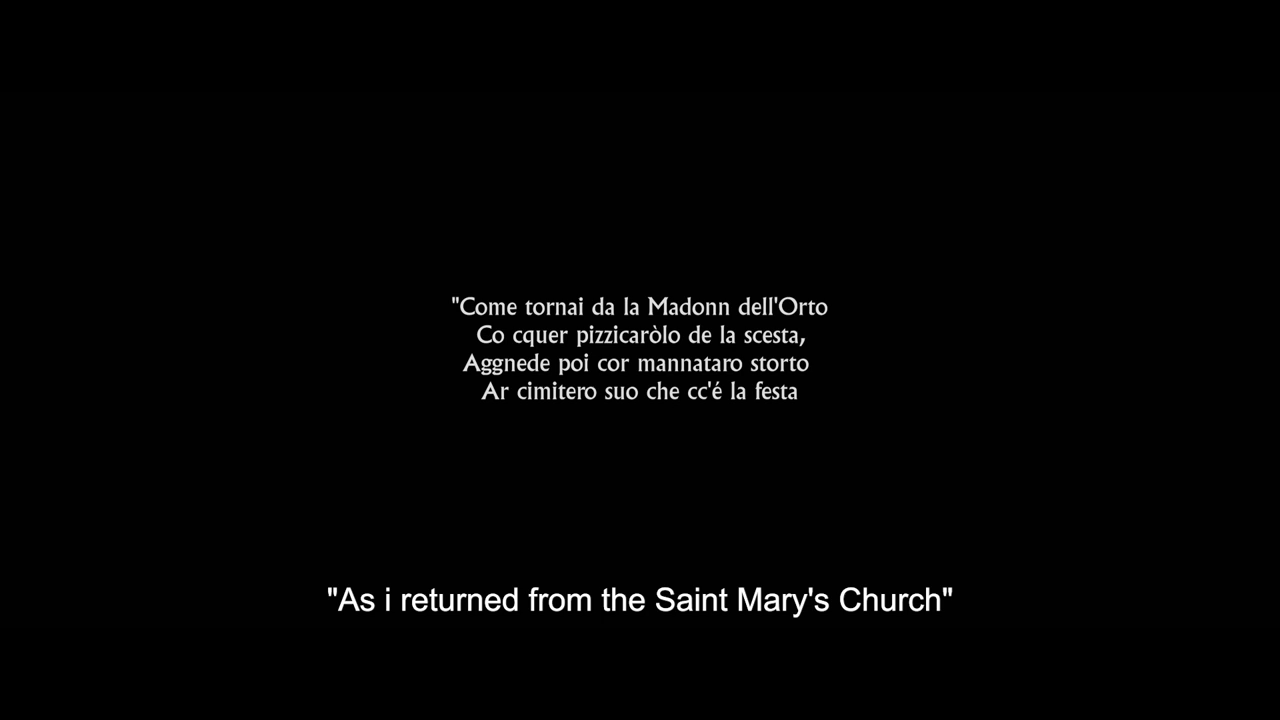 "Come tornai da la Madonn dell'Orto
Co cquer pizzicaròlo de la scesta,
Aggnede poi cor mannataro storto
Ar cimitero suo che cc'é la festa
"As i returned from the Saint Mary's Church"